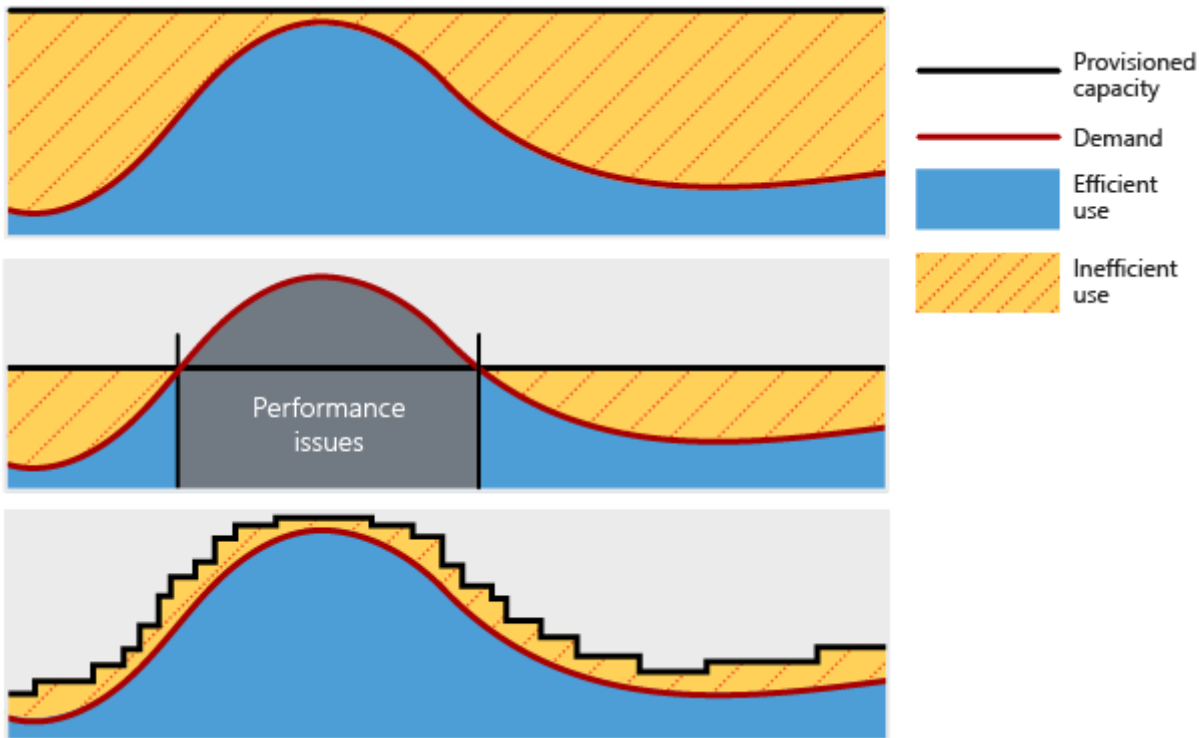 Provisioned
capacity
Demand
Efficient
use
Inefficient
use
Performance
issues